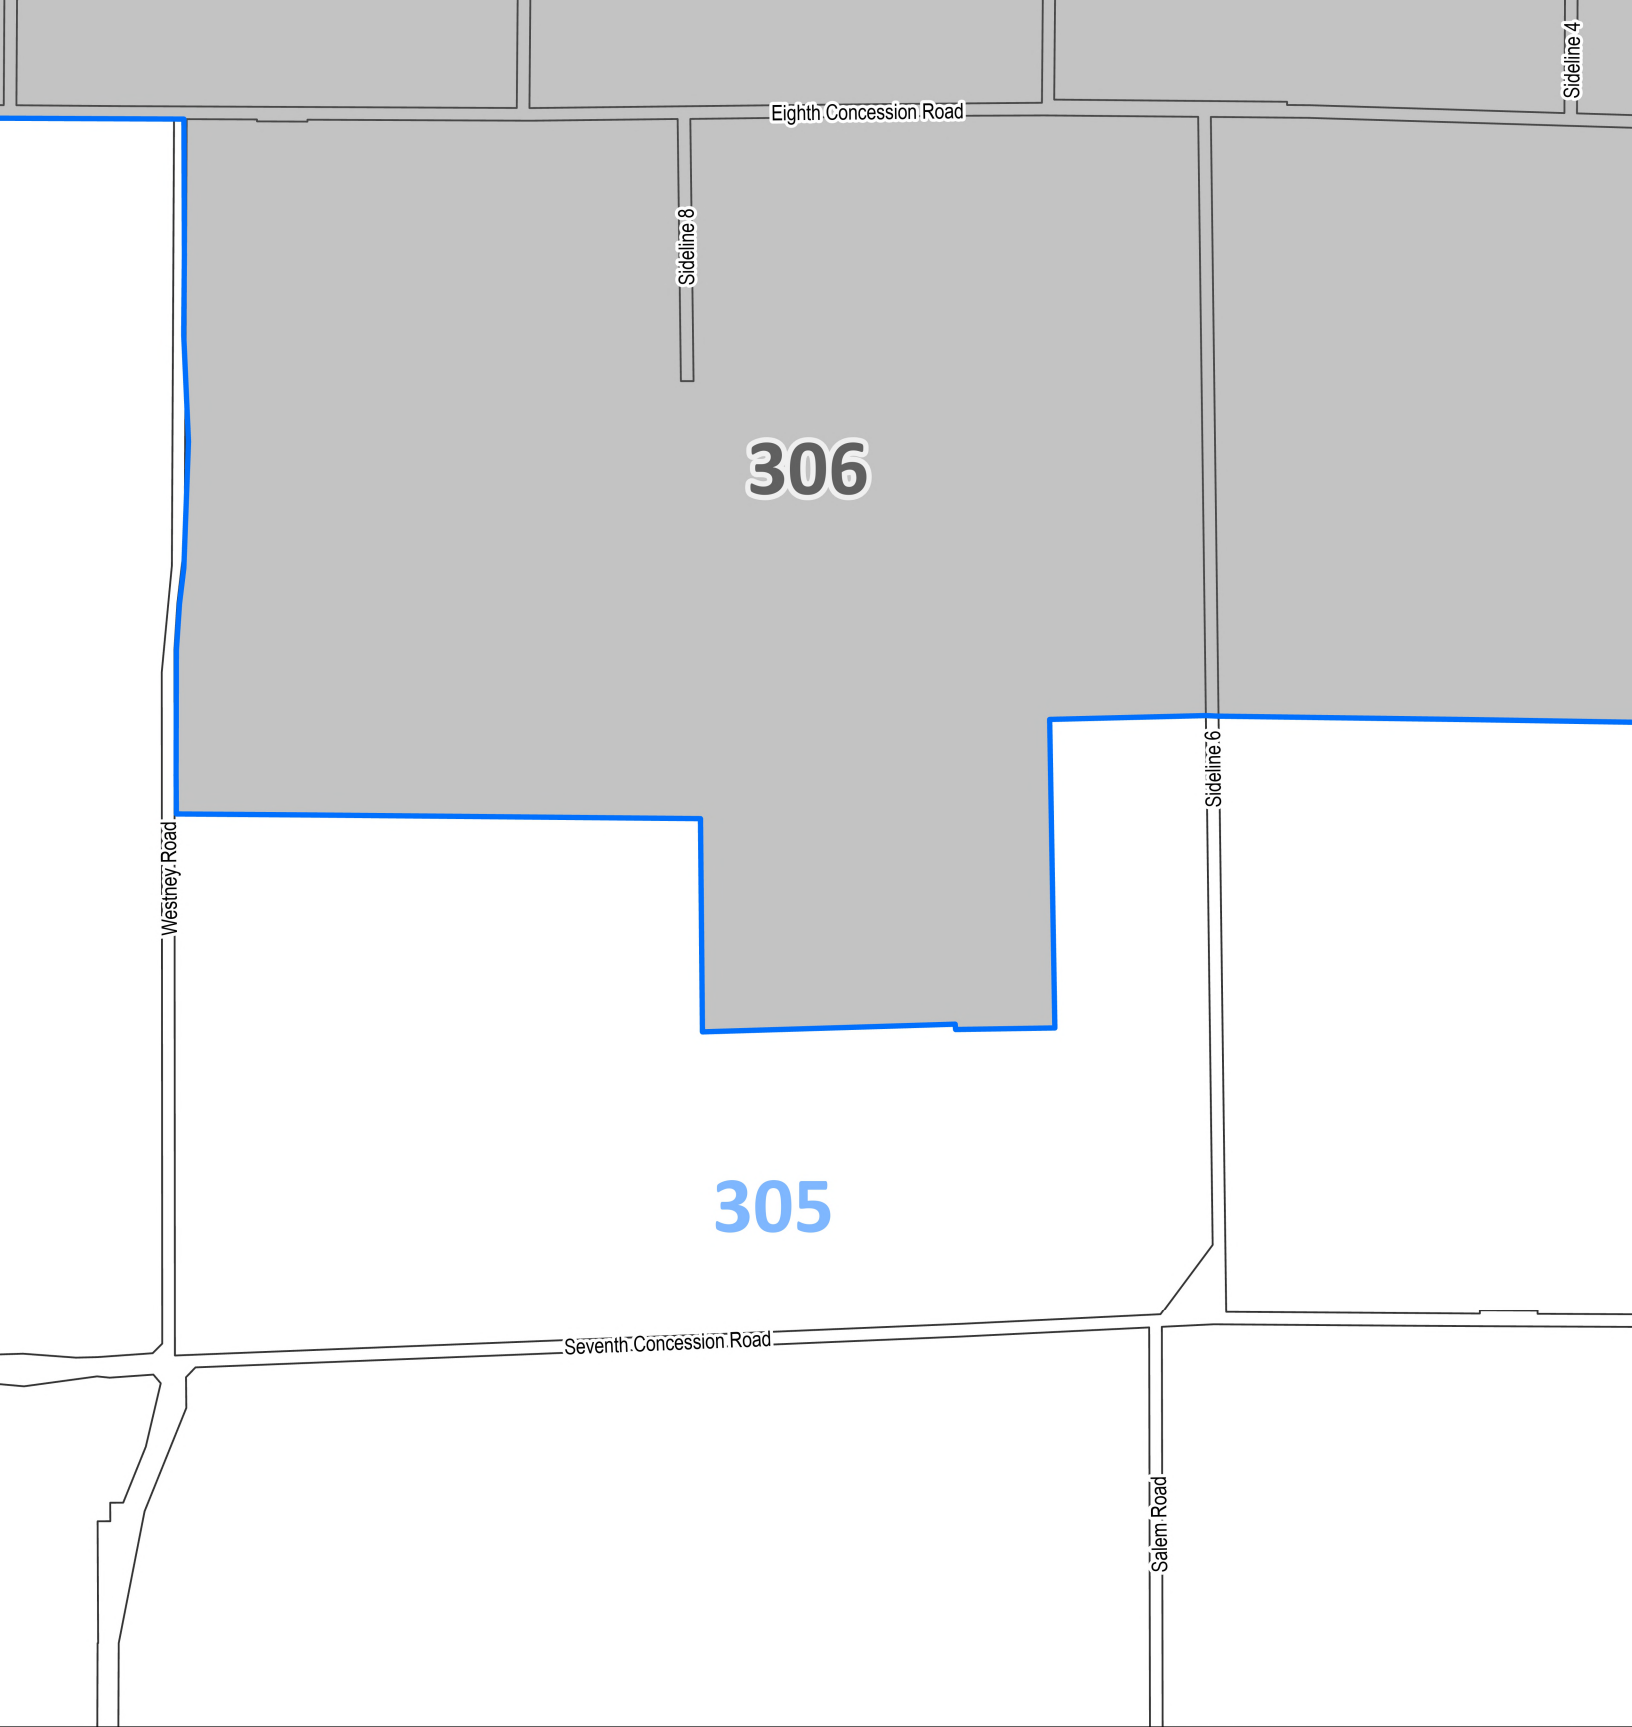 Sideline 4
Eighth Concession Road
Sideline 8
306
Sideline 6
Westney Road
305
Seventh Concession Road
Salem Road